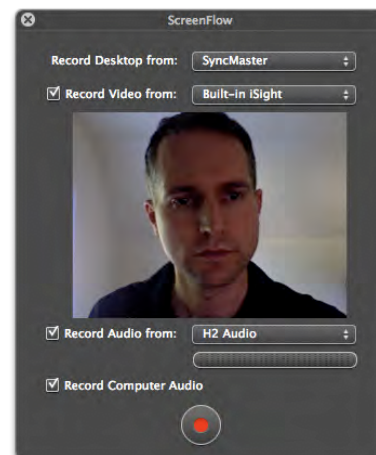 ScreenFlow
Record Desktop from: SyncMaster
Record Video from: Built-in iSight
Record Audio from: H2 Audio
Record Computer Audio